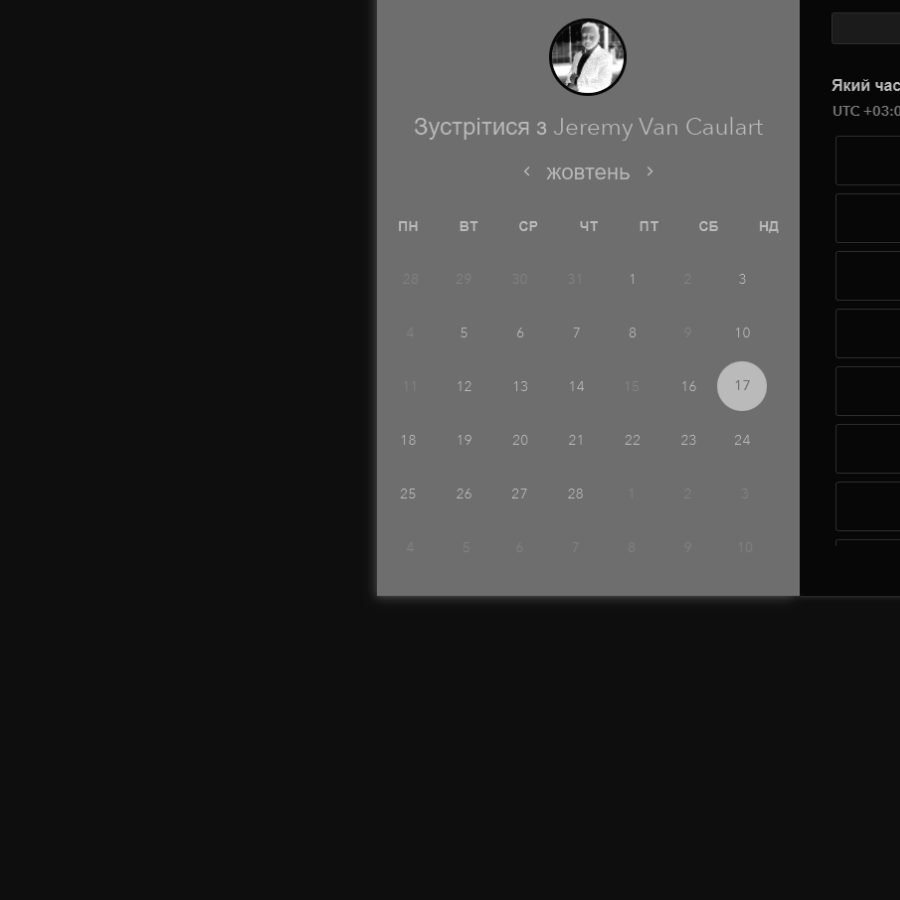 Зустрітися з Jeremy Van Caulart
жовтень
ПН ВТ СР ЧТ ПТ СБ НД
28 29 30 31 1 2 3
4 5 6 7 8 9 10
11 12 13 14 15 16 17
18 19 20 21 22 23 24
25 26 27 28 1 2 3
4 5 6 7 8 9 10
Який час
UTC +03:0